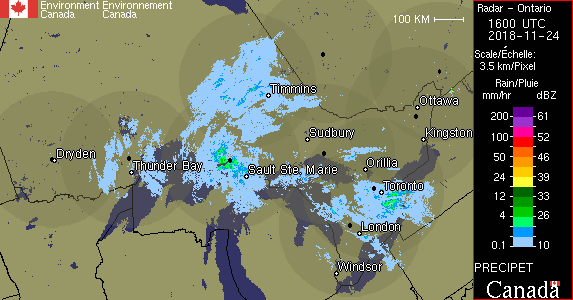 Environment Environnement
Canada Canada
100 KM
Timmins
Ottawa
Sudbury
Kingston
Dryden
Thunder Bay
Sault Ste. Marie
Orillia
Toronto
London
Windsor
Radar - Ontario
1600 UTC
2018-11-24
Scale/Échelle:
3.5 km/Pixel
Rain/Pluie
mm/hr dBZ
200 61
100 52
50 46
24 39
12 33
4 26
0.1 10
PRECIPET
Canada